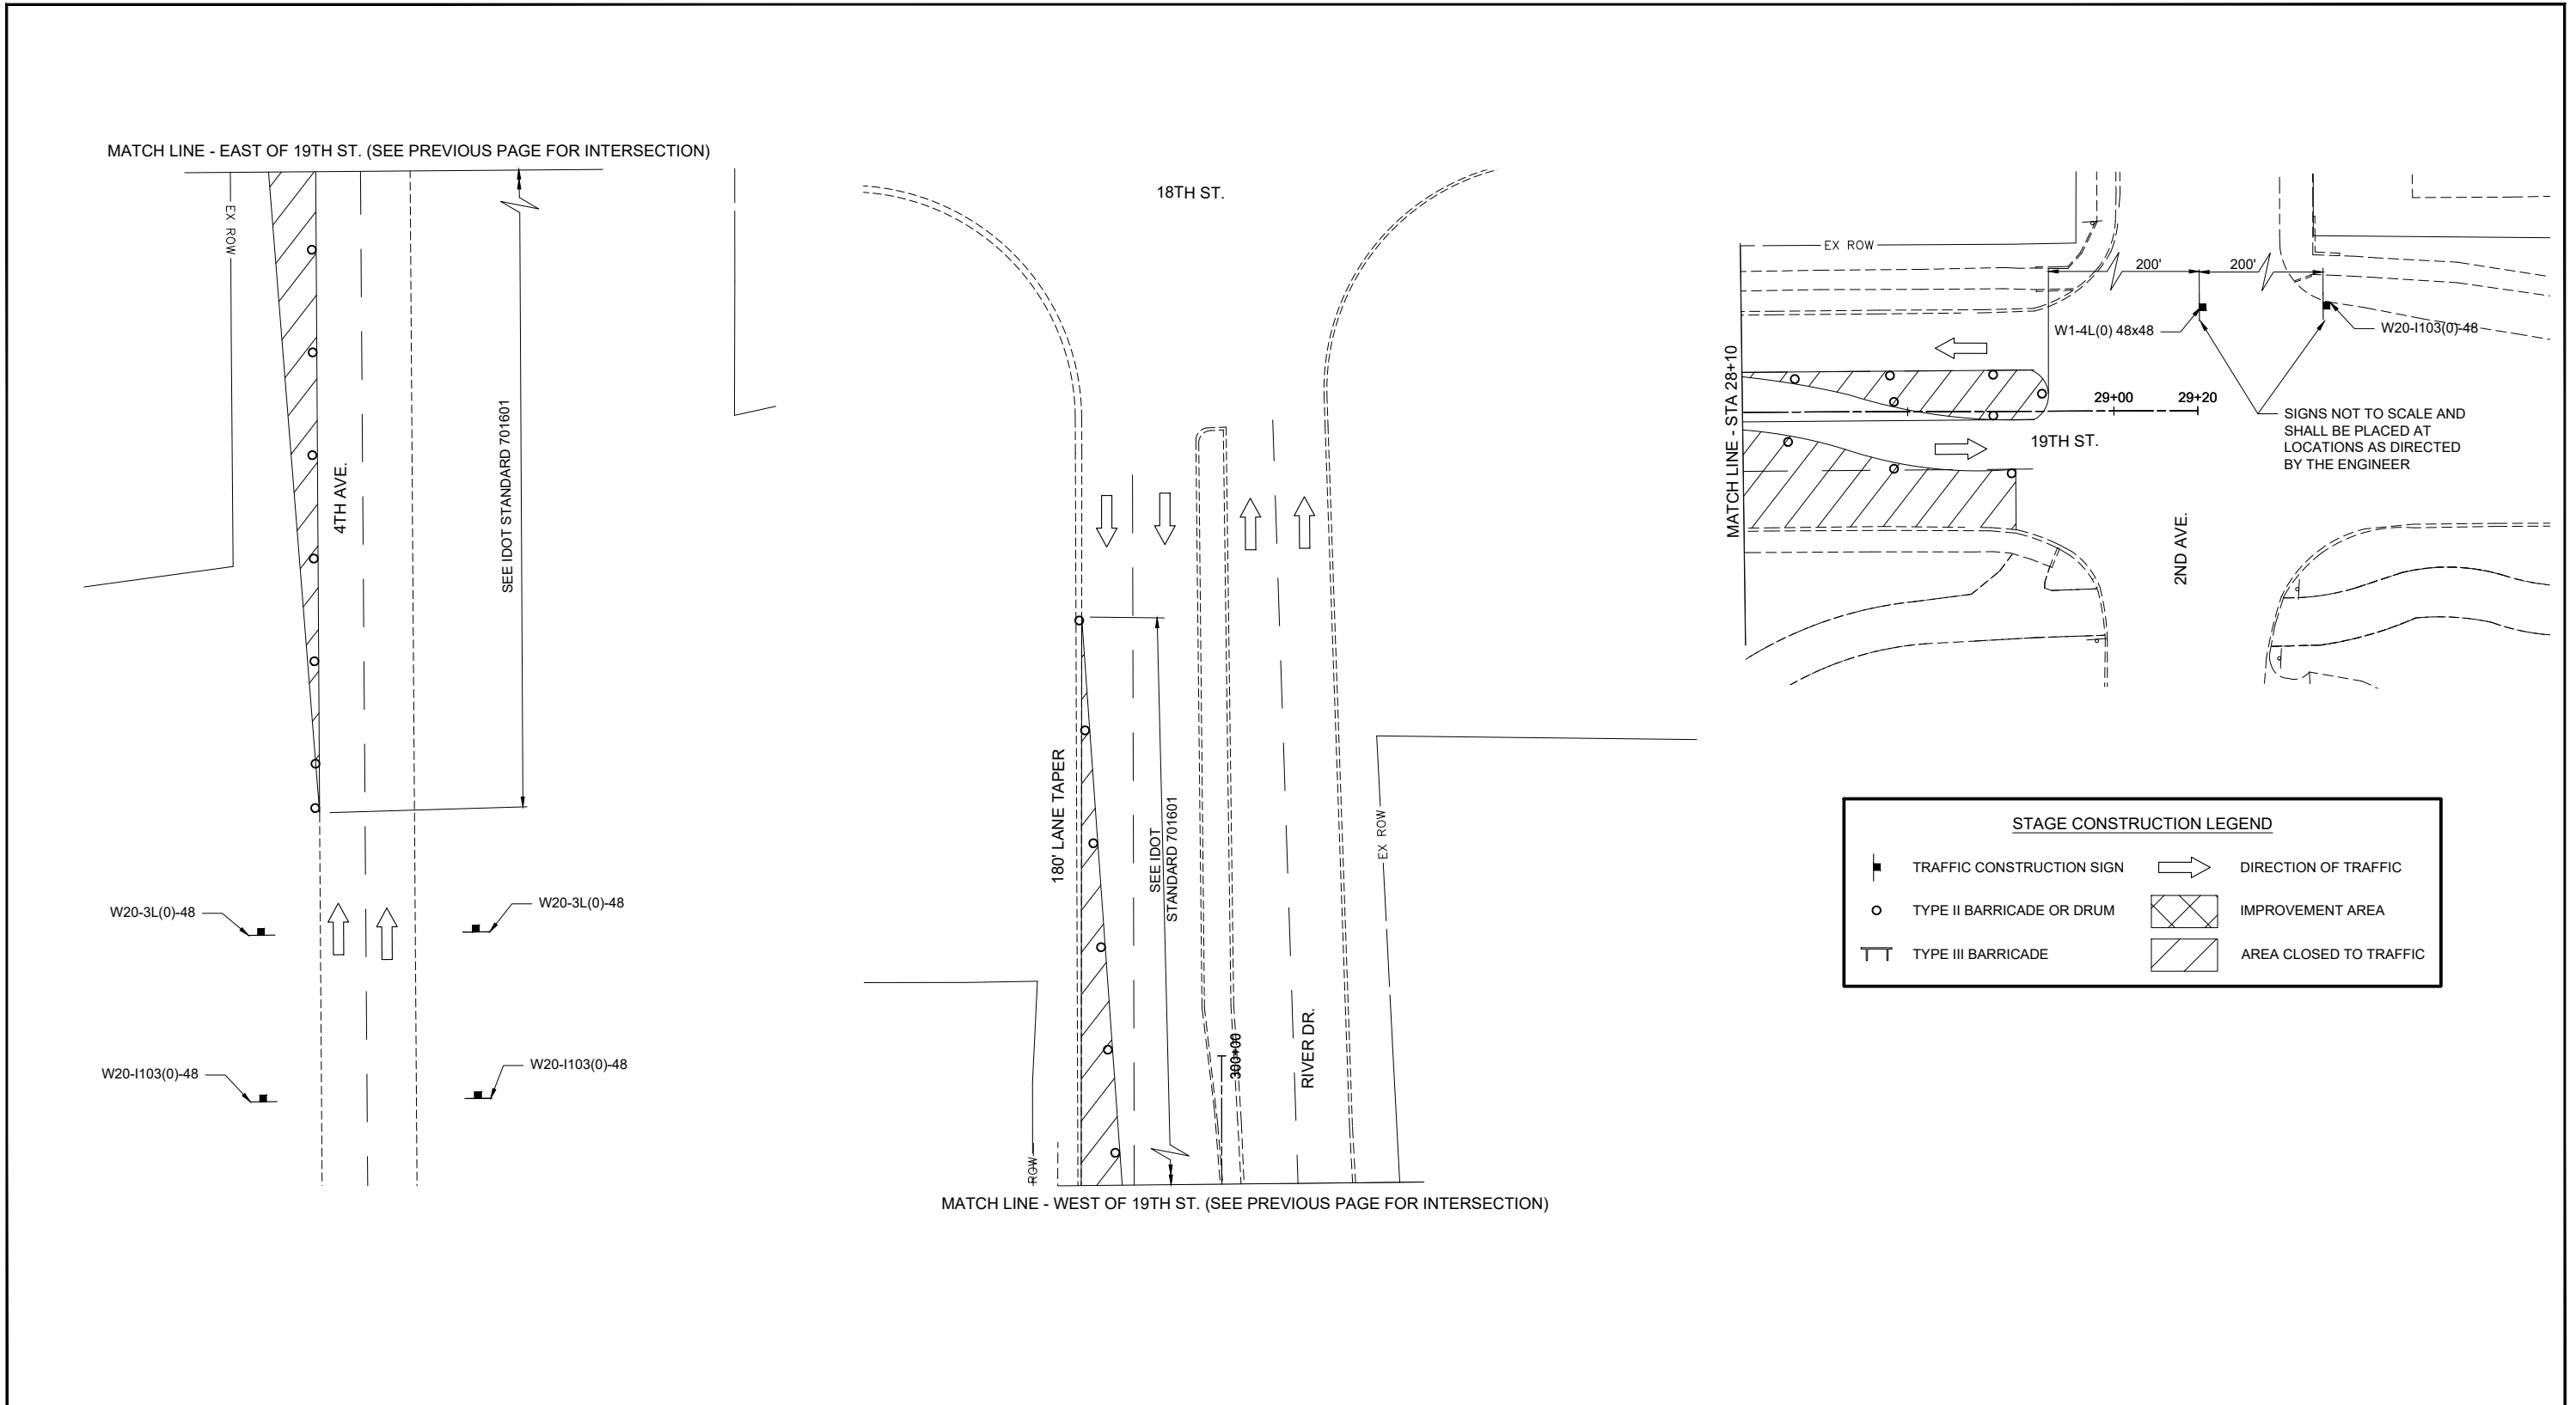 MATCH LINE - EAST OF 19TH ST. (SEE PREVIOUS PAGE FOR INTERSECTION)
EX ROW
4TH AVE.
SEE IDOT STANDARD 701601
W20-3L(0)-48
W20-3L(0)-48
W20-I103(0)-48
W20-I103(0)-48
18TH ST.
180' LANE TAPER
SEE IDOT
STANDARD 701601
EX ROW
300+00
RIVER DR.
ROW
MATCH LINE - WEST OF 19TH ST. (SEE PREVIOUS PAGE FOR INTERSECTION)
EX ROW
200'
200'
W1-4L(0) 48x48
W20-I103(0)-48
MATCH LINE - STA 28+10
29+00
29+20
19TH ST.
SIGNS NOT TO SCALE AND
SHALL BE PLACED AT
LOCATIONS AS DIRECTED
BY THE ENGINEER
2ND AVE.
STAGE CONSTRUCTION LEGEND
TRAFFIC CONSTRUCTION SIGN
DIRECTION OF TRAFFIC
TYPE II BARRICADE OR DRUM
IMPROVEMENT AREA
TYPE III BARRICADE
AREA CLOSED TO TRAFFIC